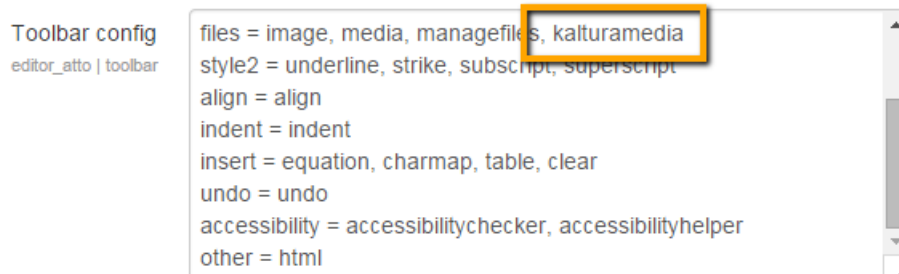 Toolbar config
editor_atto | toolbar
files = image, media, managefiles, kalturamedia
style2 = underline, strike, subscript, superscript
align = align
indent = indent
insert = equation, charmap, table, clear
undo = undo
accessibility = accessibilitychecker, accessibilityhelper
other = html